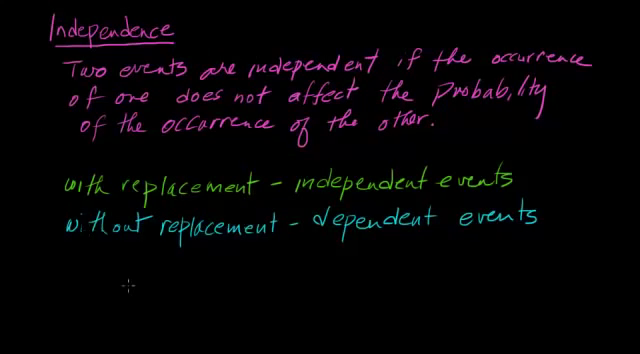 Independence
Two events are independent if the occurrence
of one does not affect the Probability
of the occurrence of the other.
with replacement - independent events
without replacement - dependent events